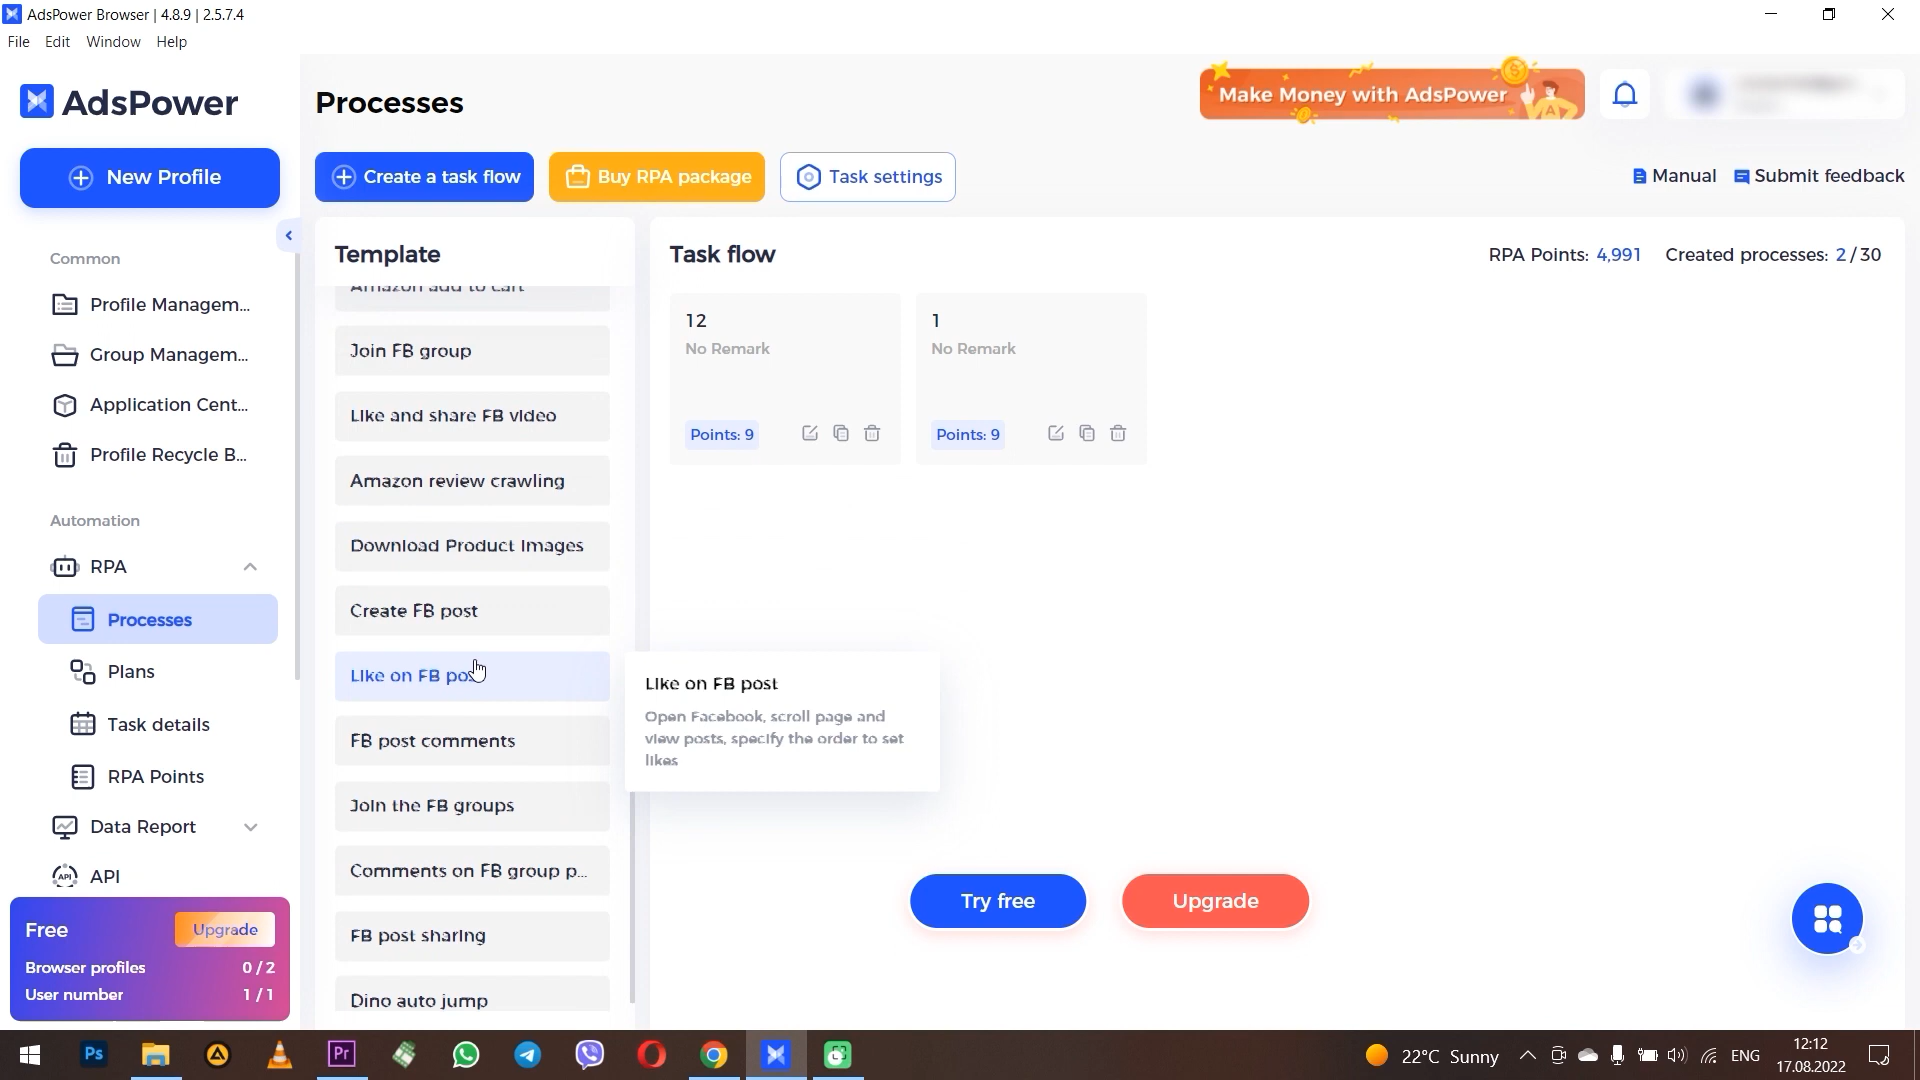 AdsPower Browser | 4.8.9 | 2.5.7.4
File Edit Window Help
AdsPower
Processes
Make Money with AdsPower
New Profile
Create a task flow
Buy RPA package
Task settings
Manual
Submit feedback
Common
Profile Managem...
Group Managem...
Application Cent...
Profile Recycle B...
Automation
RPA
Processes
Plans
Task details
RPA Points
Data Report
API
Free
Upgrade
Browser profiles 0 / 2
User number 1 / 1
Template
Amazon add to cart
Join FB group
Like and share FB video
Amazon review crawling
Download Product Images
Create FB post
Like on FB post
FB post comments
Join the FB groups
Comments on FB group p...
FB post sharing
Dino auto jump
Task flow
RPA Points: 4,991
Created processes: 2 / 30
12
No Remark
Points: 9
1
No Remark
Points: 9
Like on FB post
Open Facebook, scroll page and
view posts, specify the order to set
likes
Try free
Upgrade
Ps
Pr
22°C Sunny
ENG
12:12
17.08.2022